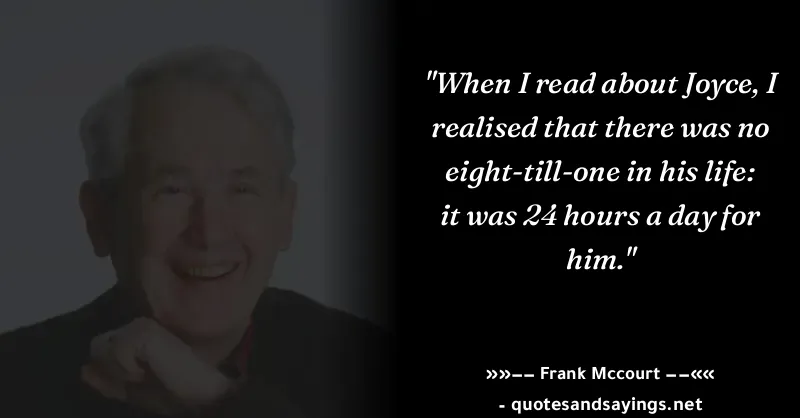 "When I read about Joyce, I
realised that there was no
eight-till-one in his life:
it was 24 hours a day for
him."
»»−− Frank Mccourt −−««
- quotesandsayings.net